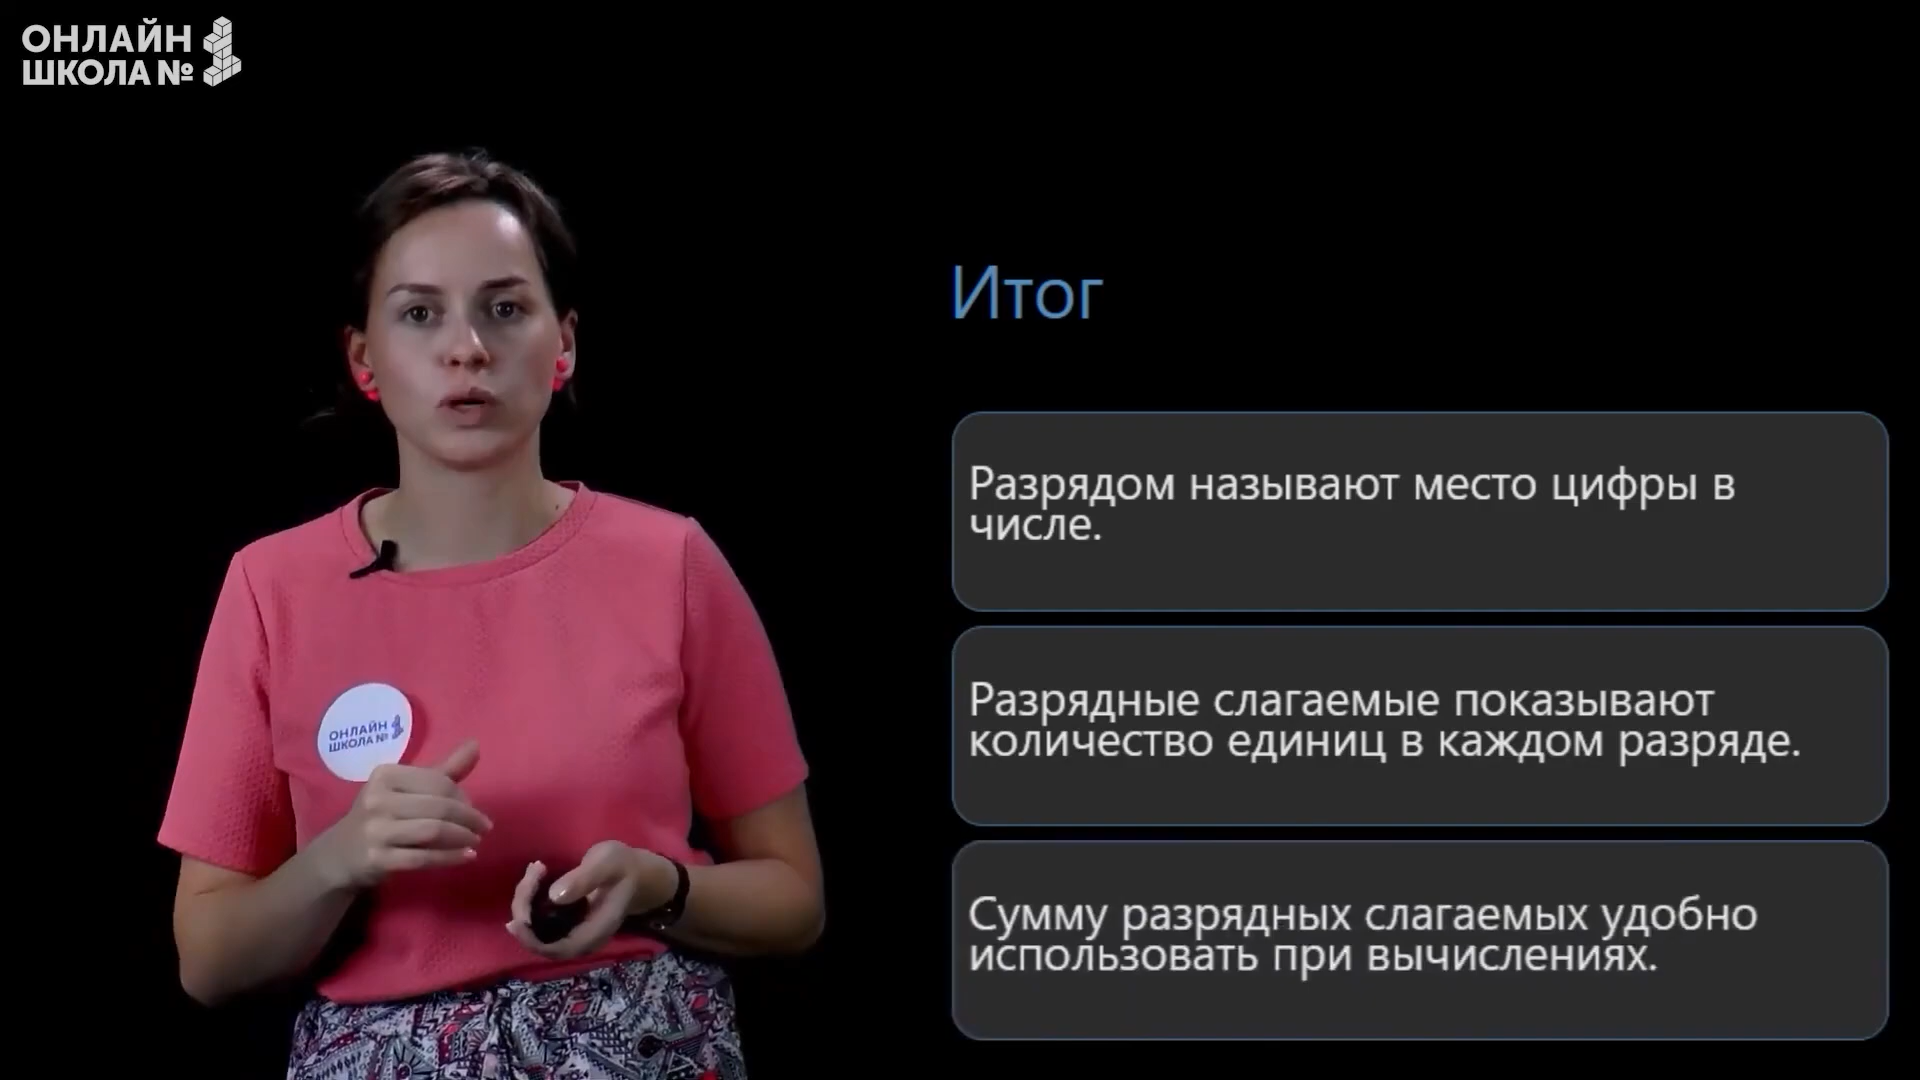 ОНЛАЙН
ШКОЛА №
Итог
Разрядом называют место цифры в
числе.
Разрядные слагаемые показывают
количество единиц в каждом разряде.
Сумму разрядных слагаемых удобно
использовать при вычислениях.
ОНЛАЙН
ШКОЛА №